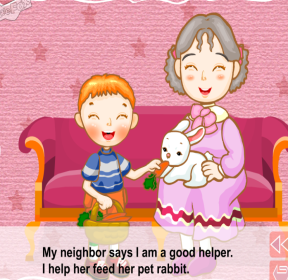 My neighbor says I am a good helper.
I help her feed her pet rabbit.